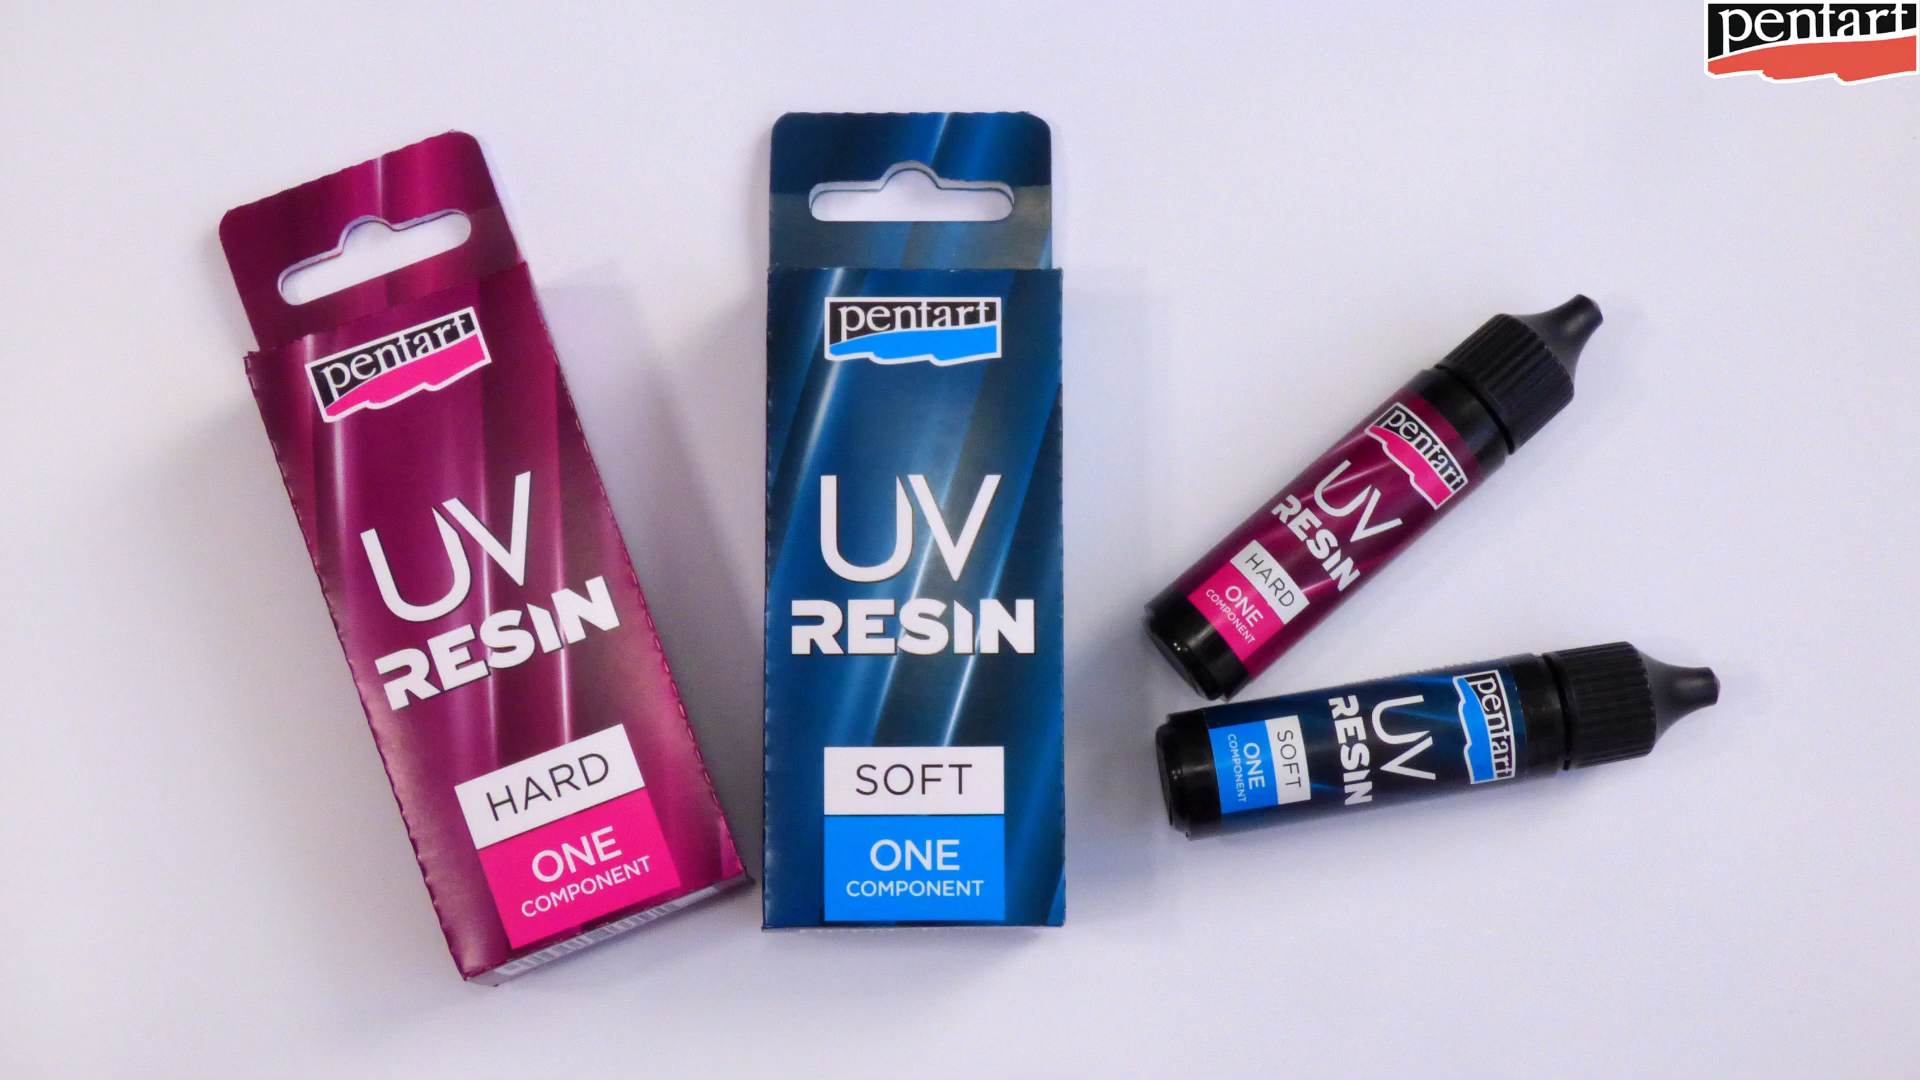 pentart
pentart
UV
RESIN
HARD
ONE
COMPONENT
pentart
UV
RESIN
SOFT
ONE
COMPONENT
pentart
UV
RESIN
HARD
ONE
COMPONENT
pentart
UV
RESIN
SOFT
ONE
COMPONENT